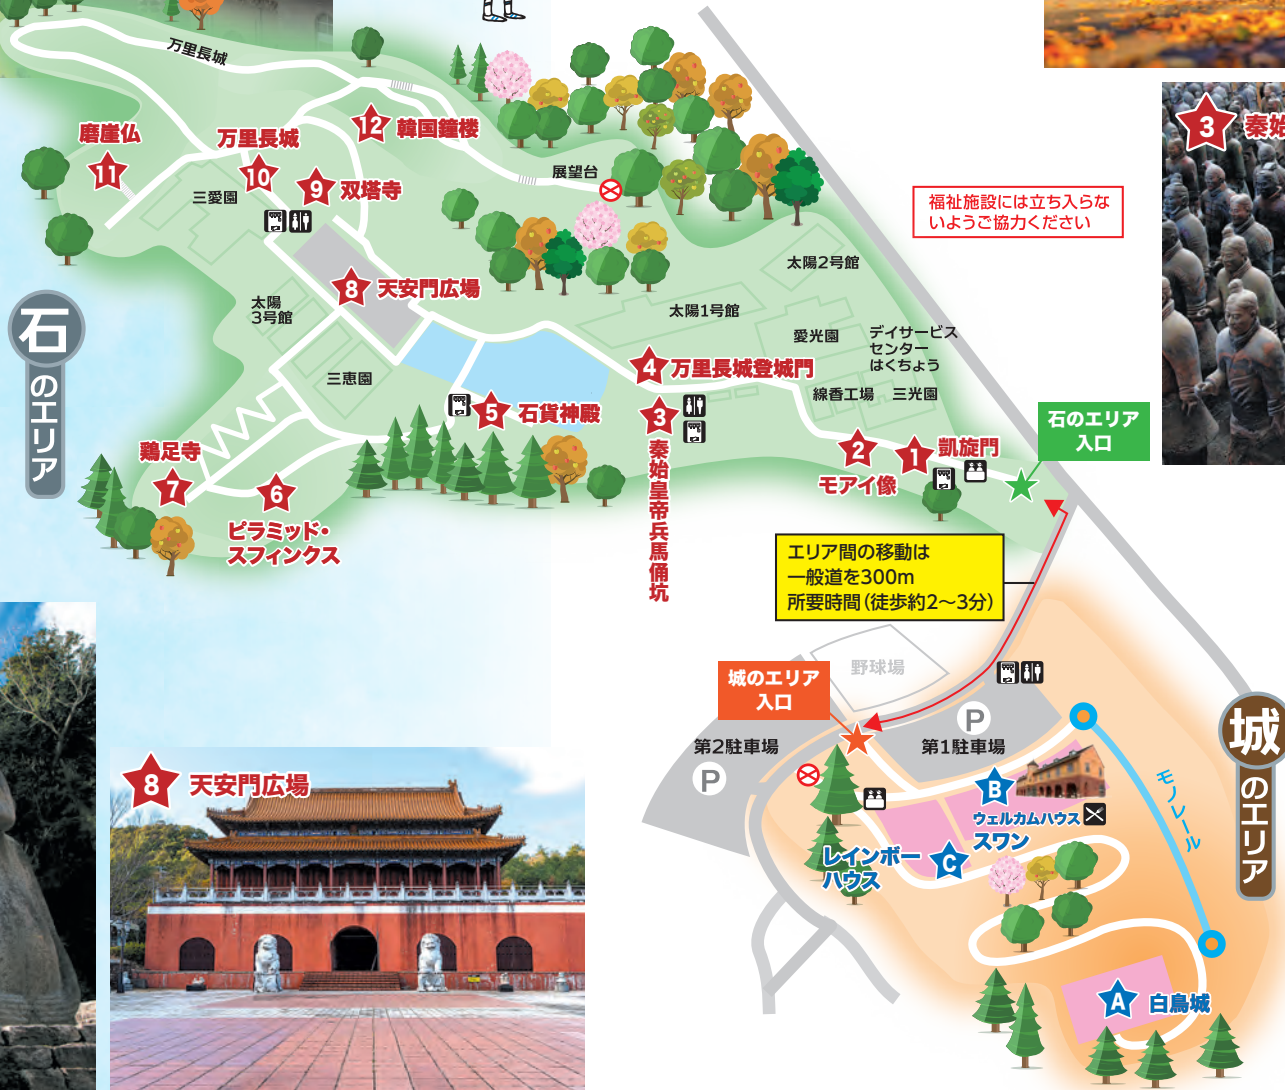 万里長城
12 韓国鐘楼
磨崖仏
11
万里長城
10
9 双塔寺
三愛園
展望台
福祉施設には立ち入らな
いようご協力ください
3 秦始
8 天安門広場
太陽
3号館
太陽2号館
太陽1号館
愛光園
デイサービス
センター
はくちょう
石
のエリア
三恵園
4 万里長城登城門
線香工場
三光園
5 石貨神殿
3
秦始皇帝兵馬俑坑
石のエリア
入口
2
モアイ像
1 凱旋門
鶏足寺
7
6
ピラミッド・
スフィンクス
エリア間の移動は
一般道を300m
所要時間(徒歩約2〜3分)
野球場
城のエリア
入口
P
第1駐車場
第2駐車場
P
城
のエリア
モノレール
B
ウェルカムハウス
スワン
レインボー
ハウス
C
A 白鳥城
8 天安門広場